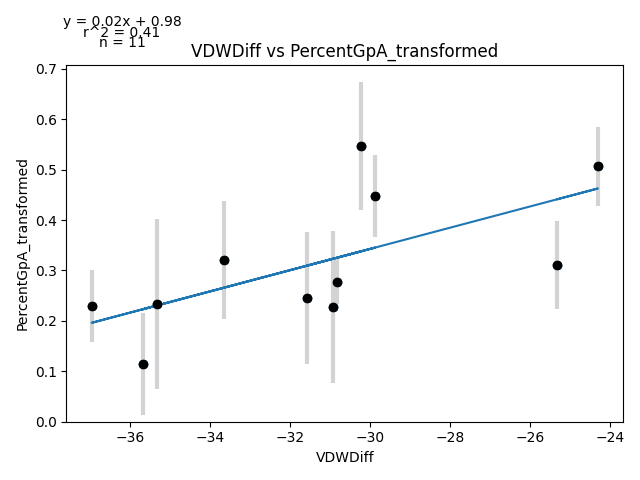 y = 0.02x + 0.98
r^2 = 0.41
n = 11
VDWDiff vs PercentGpA_transformed
PercentGpA_transformed
0.7
0.6
0.5
0.4
0.3
0.2
0.1
0.0
−36
−34
−32
−30
−28
−26
−24
VDWDiff